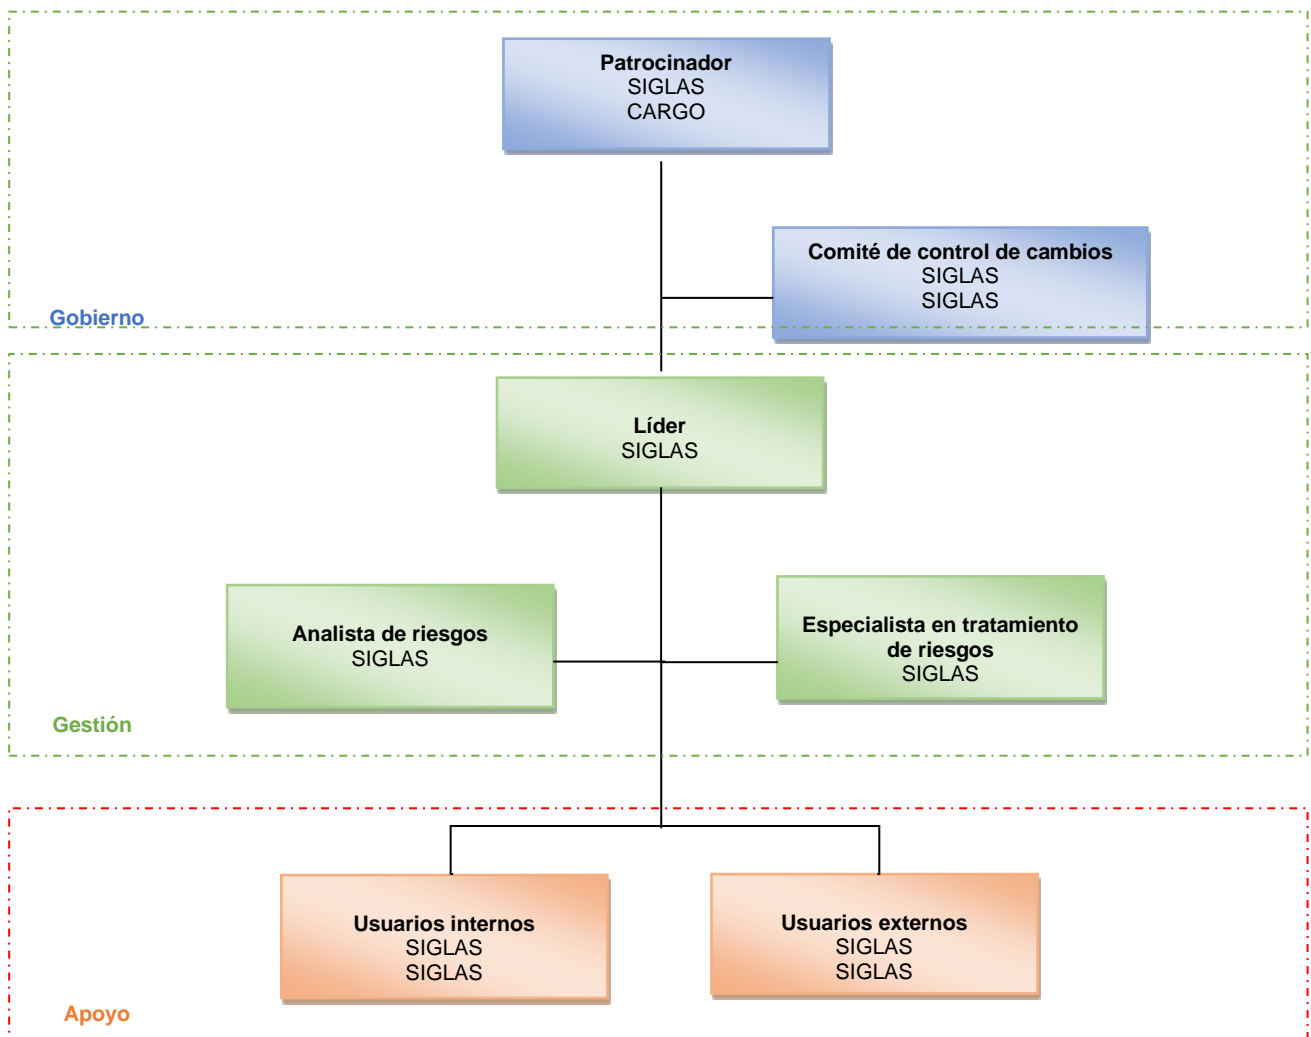 Patrocinador
SIGLAS
CARGO
Comité de control de cambios
SIGLAS
SIGLAS
Gobierno
Líder
SIGLAS
Analista de riesgos
SIGLAS
Especialista en tratamiento
de riesgos
SIGLAS
Gestión
Usuarios internos
SIGLAS
SIGLAS
Usuarios externos
SIGLAS
SIGLAS
Apoyo